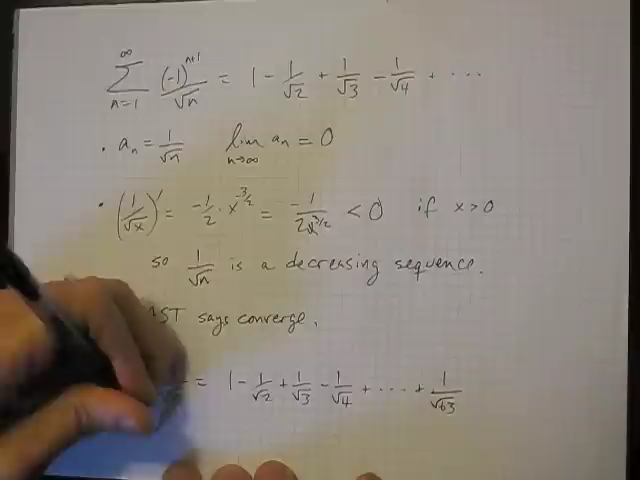 ∞ ∑ n=1 (-1)^{n+1}/√n = 1 - 1/√2 + 1/√3 - 1/√4 + ···
• a_n = 1/√n lim n→∞ a_n = 0
• (1/√x)' = -1/2 · x^{-3/2} = -1/(2x^{3/2}) < 0 if x > 0
so 1/√n is a decreasing sequence.
AST says converge.
= 1 - 1/√2 + 1/√3 - 1/√4 + ··· + 1/√63